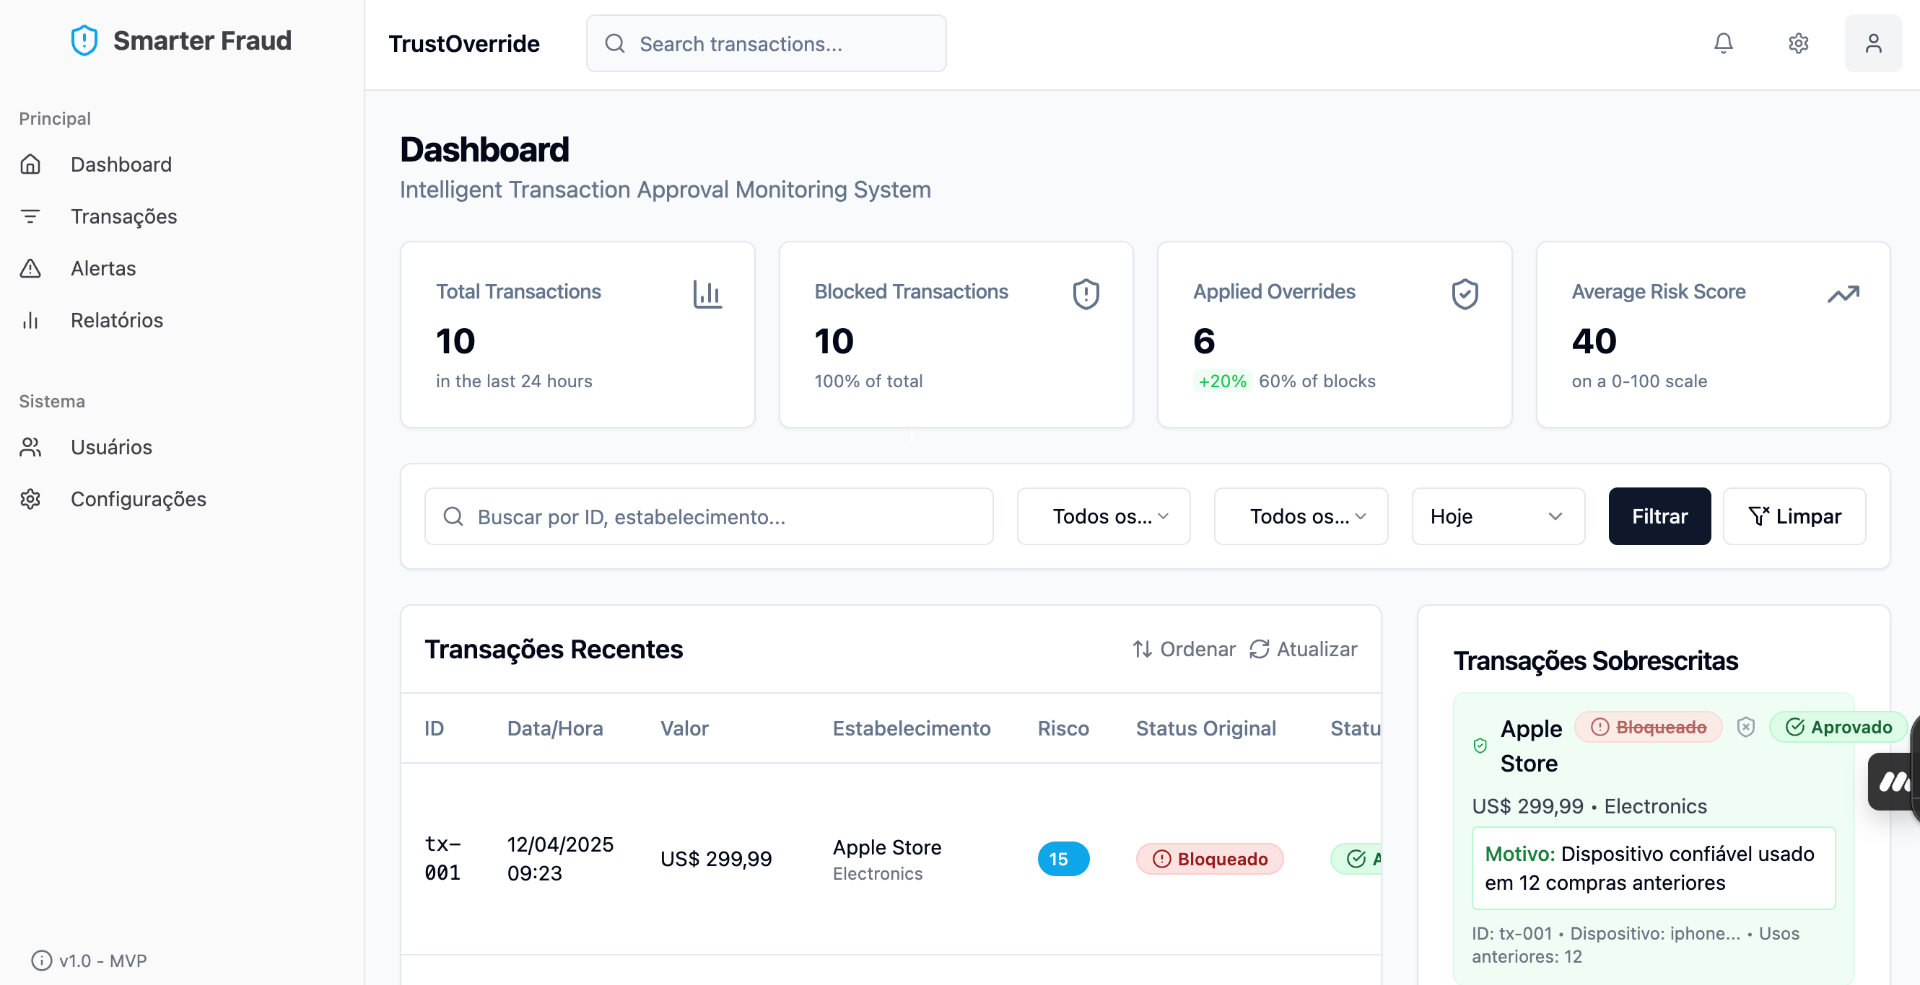 Smarter Fraud
Principal
Dashboard
Transações
Alertas
Relatórios
Sistema
Usuários
Configurações
v1.0 - MVP
TrustOverride
Search transactions...
Dashboard
Intelligent Transaction Approval Monitoring System
Total Transactions
10
in the last 24 hours
Blocked Transactions
10
100% of total
Applied Overrides
6
+20% 60% of blocks
Average Risk Score
40
on a 0-100 scale
Buscar por ID, estabelecimento...
Todos os...
Todos os...
Hoje
Filtrar
Limpar
Transações Recentes
Ordenar
Atualizar
ID Data/Hora Valor Estabelecimento Risco Status Original Statu
tx-
001
12/04/2025
09:23
US$ 299,99
Apple Store
Electronics
15
Bloqueado
A
Transações Sobrescritas
Apple
Store
Bloqueado
Aprovado
US$ 299,99 • Electronics
Motivo: Dispositivo confiável usado
em 12 compras anteriores
ID: tx-001 • Dispositivo: iphone... • Usos
anteriores: 12